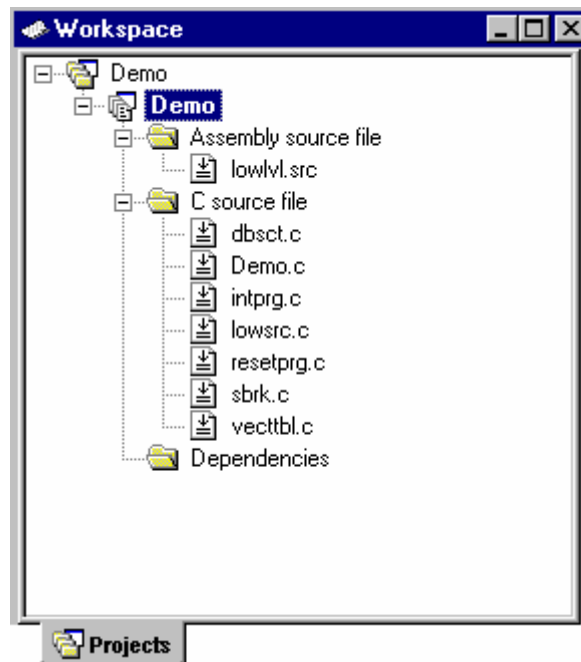 Workspace
Demo
Demo
Assembly source file
lowlvl.src
C source file
dbsct.c
Demo.c
intprg.c
lowsrc.c
resetprg.c
sbrk.c
vecttbl.c
Dependencies
Projects